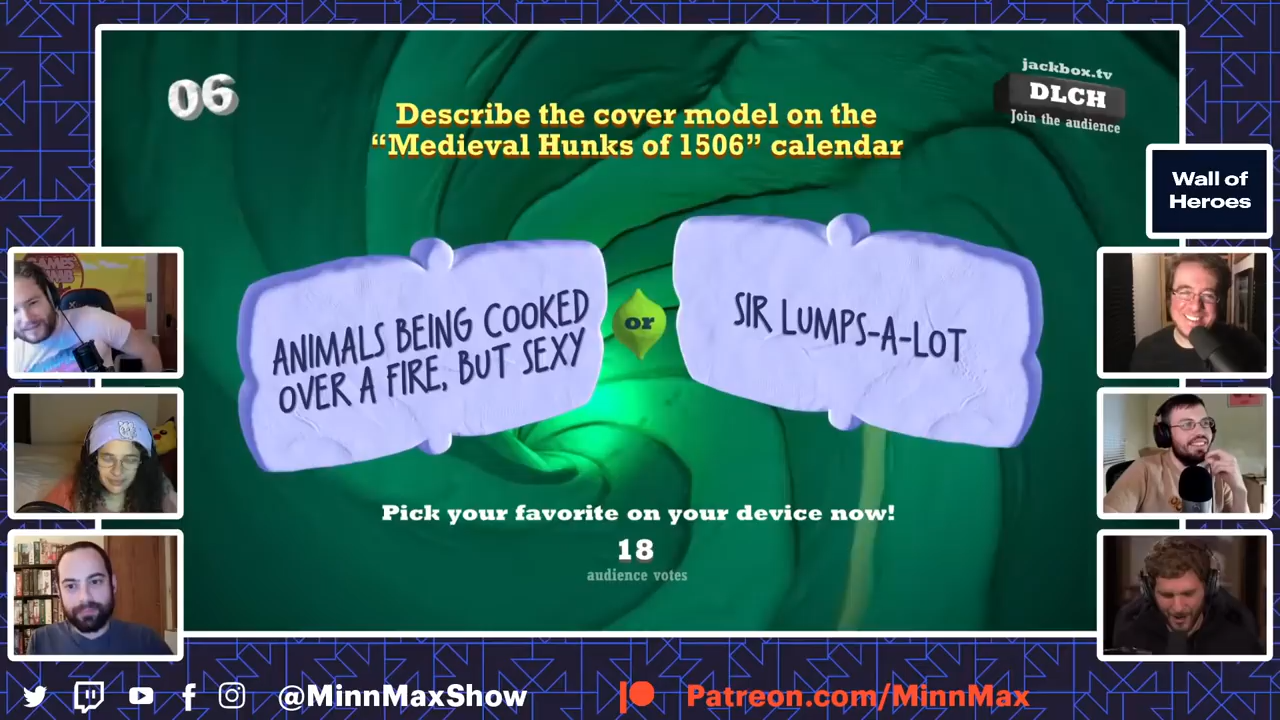 06
jackbox.tv
DLCH
Join the audience
Describe the cover model on the
“Medieval Hunks of 1506” calendar
Wall of
Heroes
ANIMALS BEING COOKED
OVER A FIRE, BUT SEXY
or
SIR LUMPS-A-LOT
Pick your favorite on your device now!
18
audience votes
@MinnMaxShow
Patreon.com/MinnMax